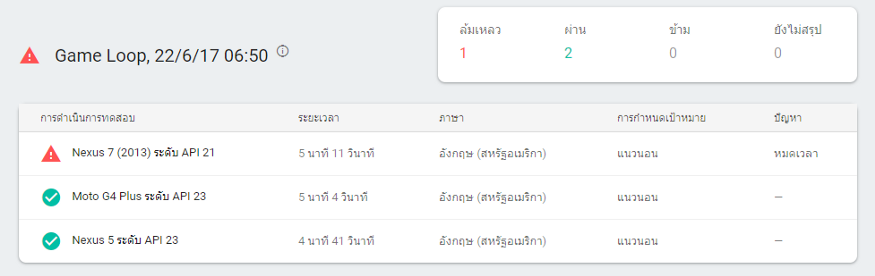 ล้มเหลว ผ่าน ข้าม ยังไม่สรุป
Game Loop, 22/6/17 06:50
1 2 0 0
การดำเนินการทดสอบ ระยะเวลา ภาษา การกำหนดเป้าหมาย ปัญหา
Nexus 7 (2013) ระดับ API 21 5 นาที 11 วินาที อังกฤษ (สหรัฐอเมริกา) แนวนอน หมดเวลา
Moto G4 Plus ระดับ API 23 5 นาที 4 วินาที อังกฤษ (สหรัฐอเมริกา) แนวนอน —
Nexus 5 ระดับ API 23 4 นาที 41 วินาที อังกฤษ (สหรัฐอเมริกา) แนวนอน —